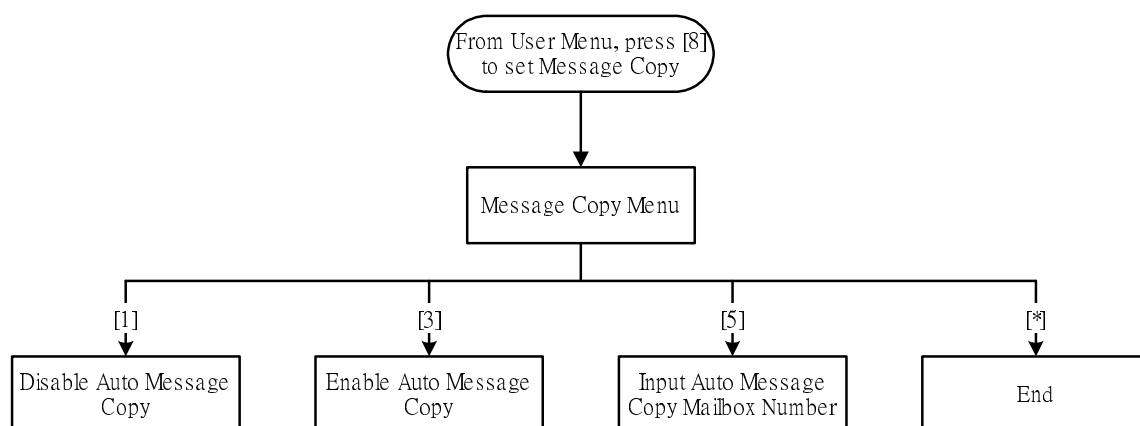 From User Menu, press [8]
to set Message Copy
Message Copy Menu
[1]
[3]
[5]
[*]
Disable Auto Message
Copy
Enable Auto Message
Copy
Input Auto Message
Copy Mailbox Number
End